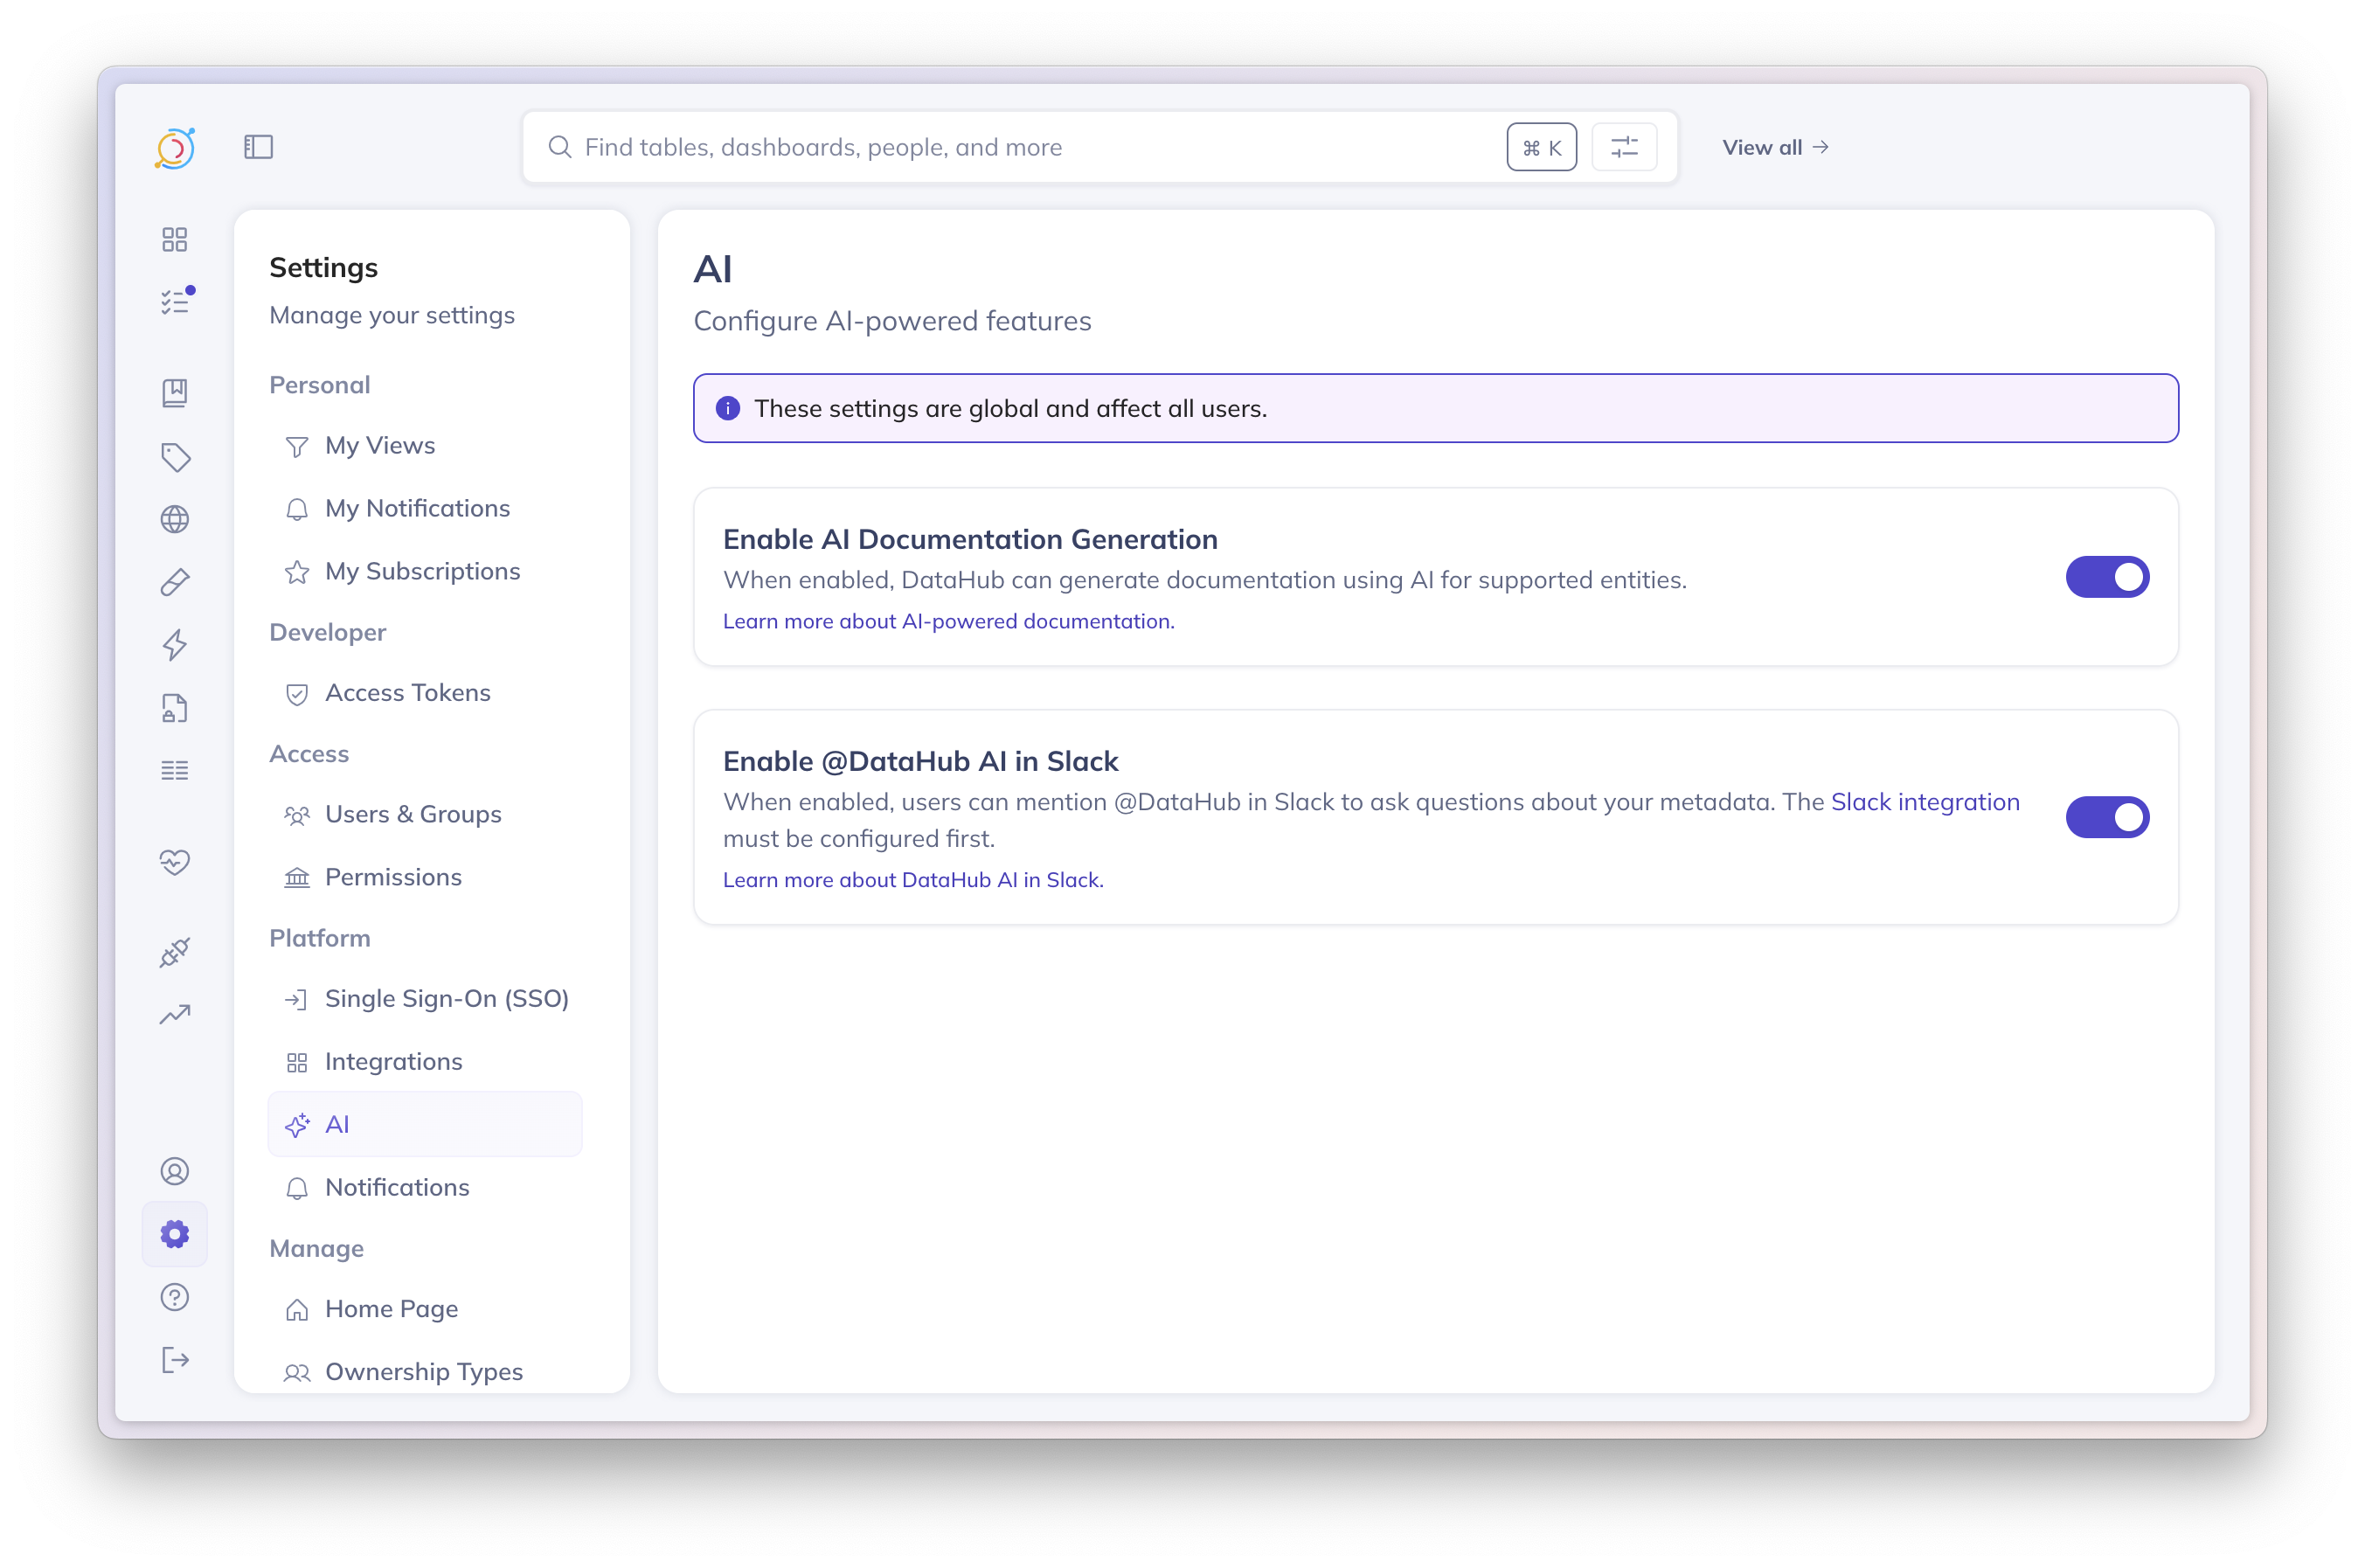 Find tables, dashboards, people, and more
⌘ K
View all →
Settings
Manage your settings
Personal
My Views
My Notifications
My Subscriptions
Developer
Access Tokens
Access
Users & Groups
Permissions
Platform
Single Sign-On (SSO)
Integrations
AI
Notifications
Manage
Home Page
Ownership Types
AI
Configure AI-powered features
These settings are global and affect all users.
Enable AI Documentation Generation
When enabled, DataHub can generate documentation using AI for supported entities.
Learn more about AI-powered documentation.
Enable @DataHub AI in Slack
When enabled, users can mention @DataHub in Slack to ask questions about your metadata. The Slack integration
must be configured first.
Learn more about DataHub AI in Slack.